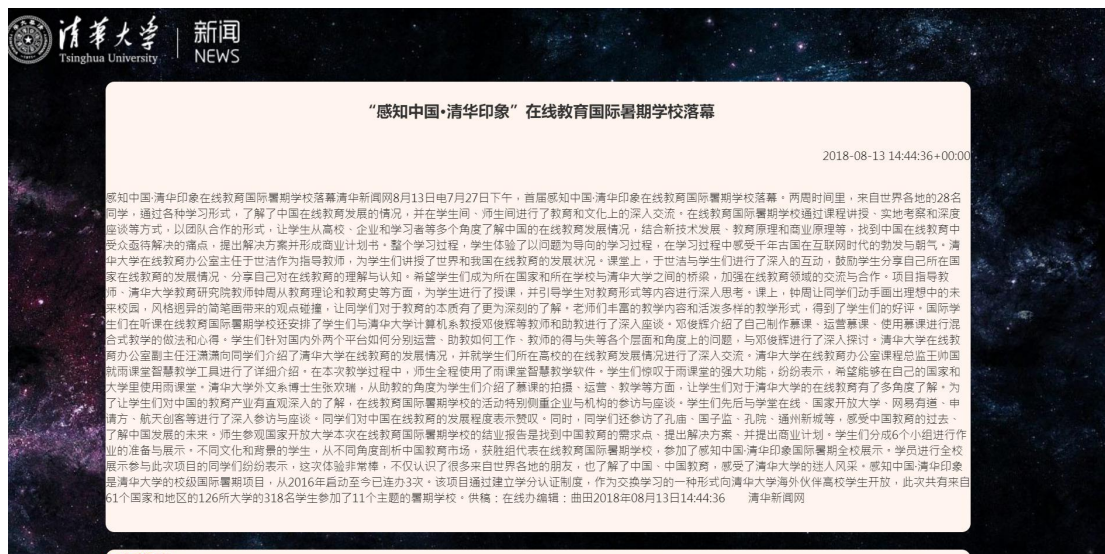 清华大学
Tsinghua University
新闻
NEWS
“感知中国•清华印象”在线教育国际暑期学校落幕
2018-08-13 14:44:36+00:00
感知中国·清华印象在线教育国际暑期学校落幕清华新闻网8月13日电7月27日下午，首届感知中国·清华印象在线教育国际暑期学校落幕。两周时间里，来自世界各地的28名
同学，通过各种学习形式，了解了中国在线教育发展的情况，并在学生间、师生间进行了教育和文化上的深入交流。在线教育国际暑期学校通过课程讲授、实地考察和深度
座谈等方式，以团队合作的形式，让学生从高校、企业和学习者等多个角度了解中国的在线教育发展情况，结合新技术发展、教育原理和商业原理等，找到中国在线教育中
受众亟待解决的痛点，提出解决方案并形成商业计划书。整个学习过程，学生体验了以问题为导向的学习过程，在学习过程中感受千年古国在互联网时代的勃发与朝气。清
华大学在线教育办公室主任于世洁作为指导教师，为学生们讲授了世界和我国在线教育的发展状况。课堂上，于世洁与学生们进行了深入的互动，鼓励学生分享自己所在国
家在线教育的发展情况、分享自己对在线教育的理解与认知。希望学生们成为所在国家和所在学校与清华大学之间的桥梁，加强在线教育领域的交流与合作。项目指导教
师、清华大学教育研究院教师钟周从教育理论和教育史等方面，为学生进行了授课，并引导学生对教育形式等内容进行深入思考。课上，钟周让同学们动手画出理想中的未
来校园，风格迥异的简笔画带来的观点碰撞，让同学们对于教育的本质有了更为深刻的了解。老师们丰富的教学内容和活泼多样的教学形式，得到了学生们的好评。国际学
生们在听课在线教育国际暑期学校还安排了学生们与清华大学计算机系教授邓俊辉等教师和助教进行了深入座谈。邓俊辉介绍了自己制作慕课、运营慕课、使用慕课进行混
合式教学的做法和心得。学生们针对国内外两个平台如何分别运营、助教如何工作、教师的得与失等各个层面和角度上的问题，与邓俊辉进行了深入探讨。清华大学在线教
育办公室副主任汪潇潇向同学们介绍了清华大学在线教育的发展情况，并就学生们所在高校的在线教育发展情况进行了深入交流。清华大学在线教育办公室课程总监王帅国
就雨课堂智慧教学工具进行了详细介绍。在本次教学过程中，师生全程使用了雨课堂智慧教学软件。学生们惊叹于雨课堂的强大功能，纷纷表示，希望能够在自己的国家和
大学里使用雨课堂。清华大学外文系博士生张双瑞，从助教的角度为学生们介绍了慕课的拍摄、运营、教学等方面，让学生们对于清华大学的在线教育有了多角度了解。为
了让学生们对中国的教育产业有直观深入的了解，在线教育国际暑期学校的活动特别侧重企业与机构的参访与座谈。学生们先后与学堂在线、国家开放大学、网易有道、申
请方、航天创客等进行了深入参访与座谈。同学们对中国在线教育的发展程度表示赞叹。同时，同学们还参访了孔庙、国子监、孔院、通州新城等，感受中国教育的过去、
了解中国发展的未来。师生参观国家开放大学本次在线教育国际暑期学校的结业报告是找到中国教育的需求点、提出解决方案、并提出商业计划。学生们分成6个小组进行作
业的准备与展示。不同文化和背景的学生，从不同角度剖析中国教育市场，获胜组代表在线教育国际暑期学校，参加了感知中国·清华印象国际暑期全校展示。学员进行全校
展示参与此次项目的同学们纷纷表示，这次体验非常棒，不仅认识了很多来自世界各地的朋友，也了解了中国、中国教育，感受了清华大学的迷人风采。感知中国·清华印象
是清华大学的校级国际暑期项目，从2016年启动至今已连办3次。该项目通过建立学分认证制度，作为交换学习的一种形式向清华大学海外伙伴高校学生开放，此次共有来自
61个国家和地区的126所大学的318名学生参加了11个主题的暑期学校。供稿：在线办编辑：曲田2018年08月13日14:44:36　　清华新闻网